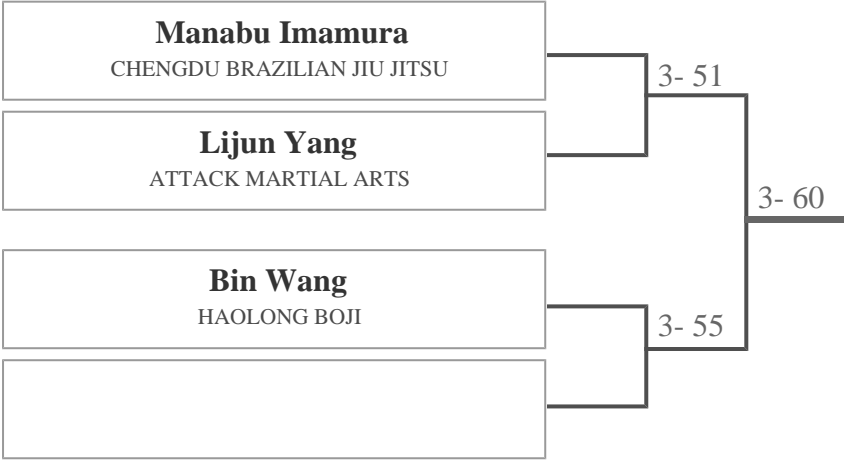 Manabu Imamura
CHENGDU BRAZILIAN JIU JITSU
3- 51
Lijun Yang
ATTACK MARTIAL ARTS
3- 60
Bin Wang
HAOLONG BOJI
3- 55